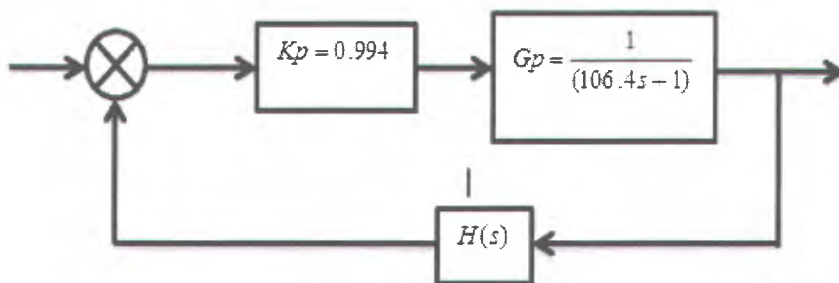 Kp = 0.994
Gp = 1 / (106.4s − 1)
H(s)